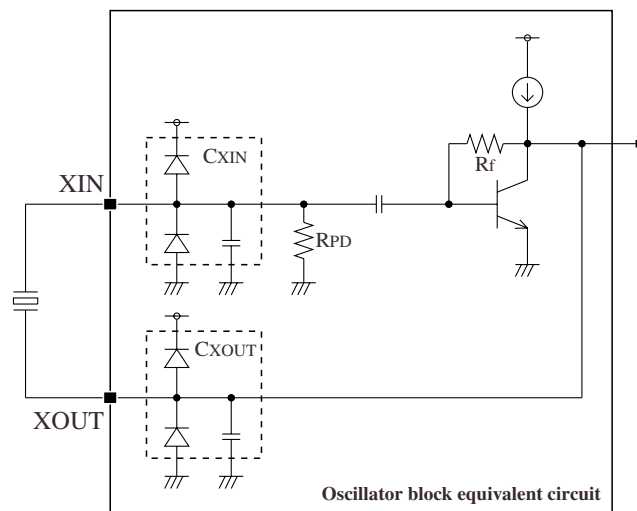 CXIN
Rf
XIN
RPD
CXOUT
XOUT
Oscillator block equivalent circuit